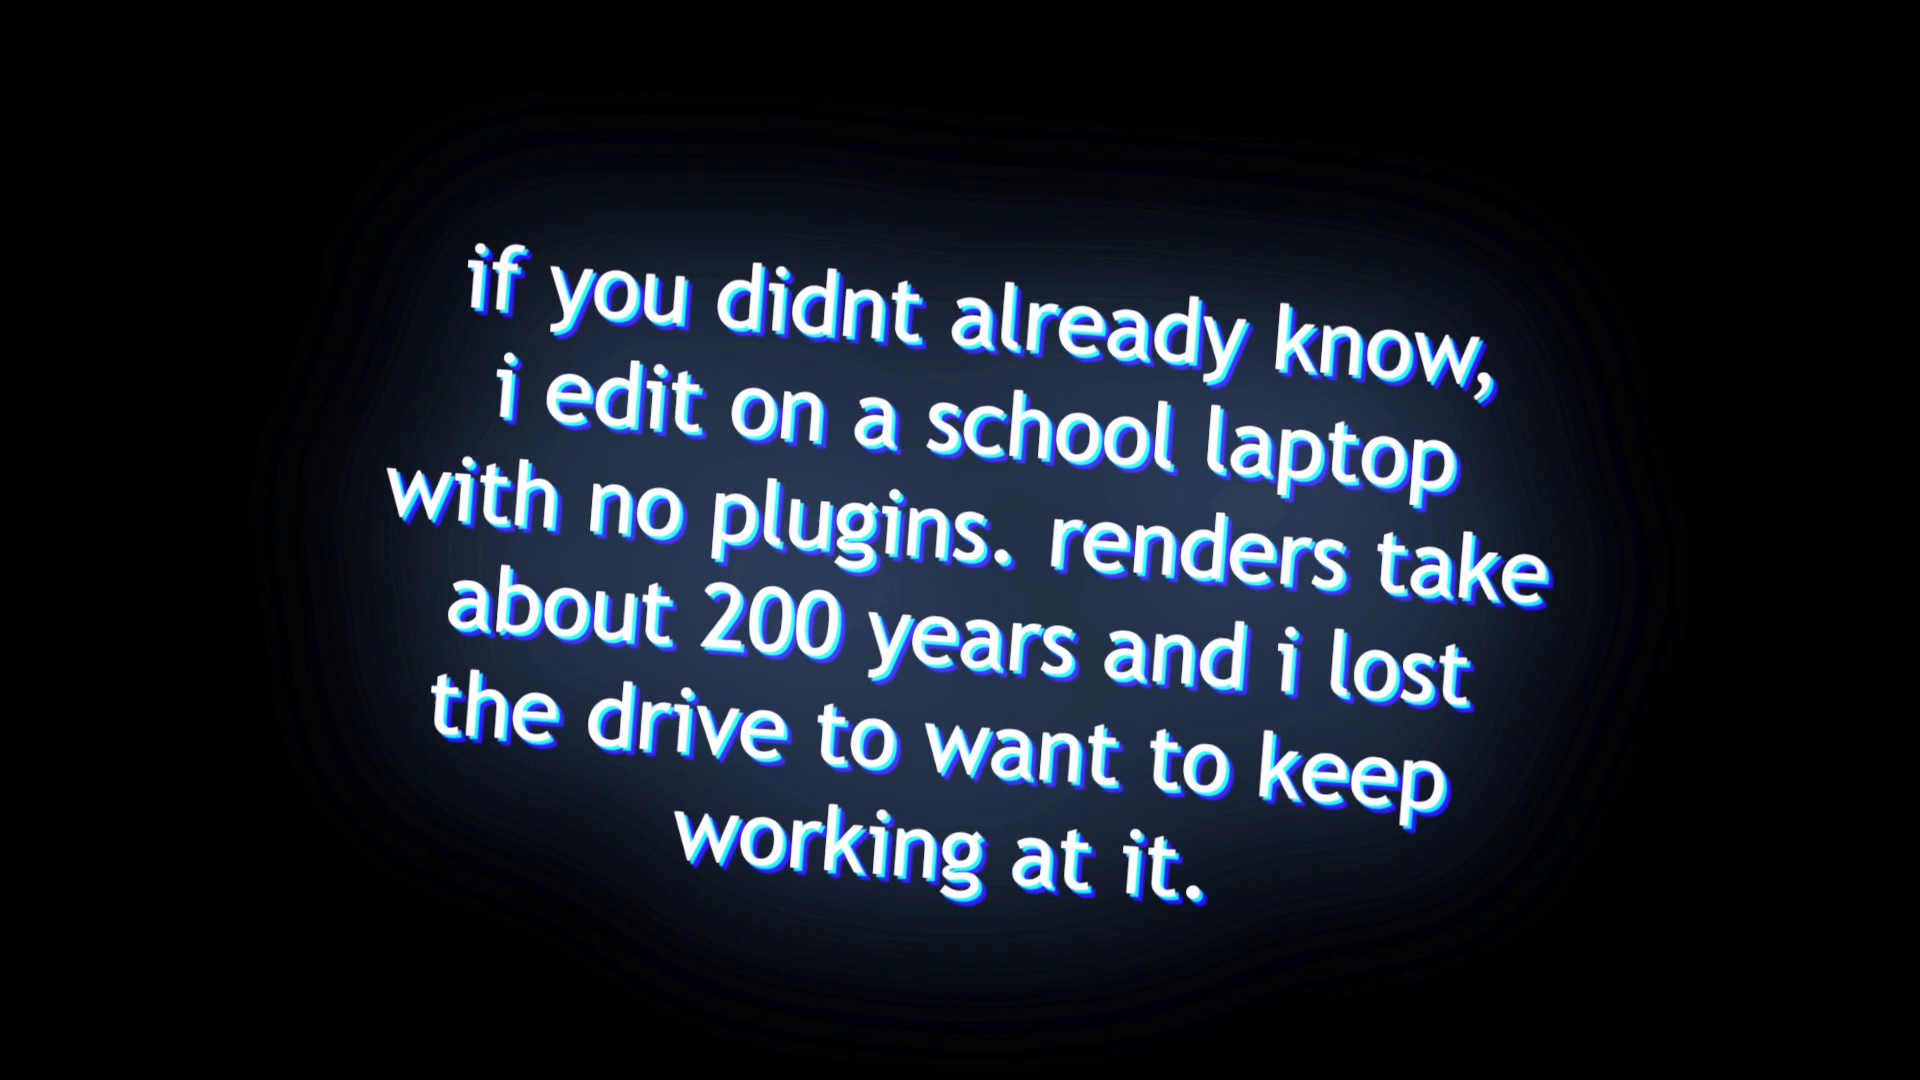 if you didnt already know,
i edit on a school laptop
with no plugins. renders take
about 200 years and i lost
the drive to want to keep
working at it.